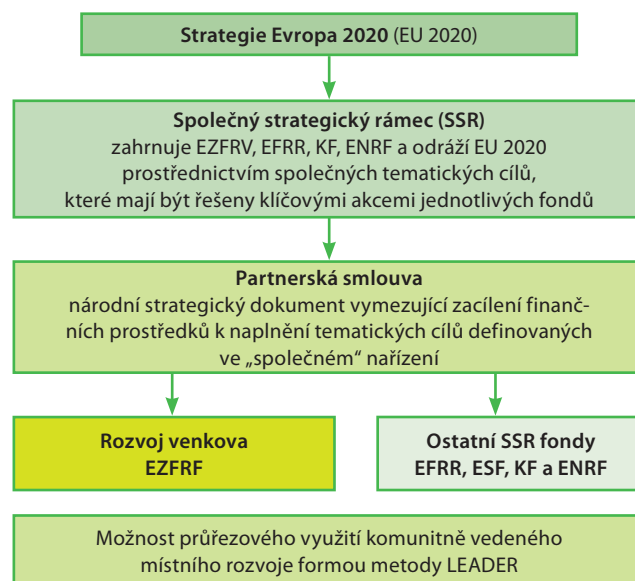 Strategie Evropa 2020 (EU 2020)
Společný strategický rámec (SSR)
zahrnuje EZFRV, EFRR, KF, ENRF a odráží EU 2020
prostřednictvím společných tematických cílů,
které mají být řešeny klíčovými akcemi jednotlivých fondů
Partnerská smlouva
národní strategický dokument vymezující zacílení finanč-
ních prostředků k naplnění tematických cílů definovaných
ve „společném“ nařízení
Rozvoj venkova
EZFRF
Ostatní SSR fondy
EFRR, ESF, KF a ENRF
Možnost průřezového využití komunitně vedeného
místního rozvoje formou metody LEADER